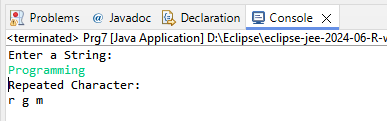 Problems @ Javadoc Declaration Console
<terminated> Prg7 [Java Application] D:\Eclipse\eclipse-jee-2024-06-R-v
Enter a String:
Programming
Repeated Character:
r g m